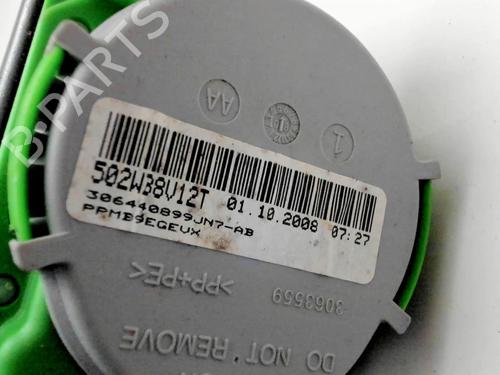 B-PARTS
AA
1
502W38V12T 01.10.2008 07:27
306440899JN7-AB
PPMB9EGEUX
>PP+PE<
3063559
DO NOT REMOVE